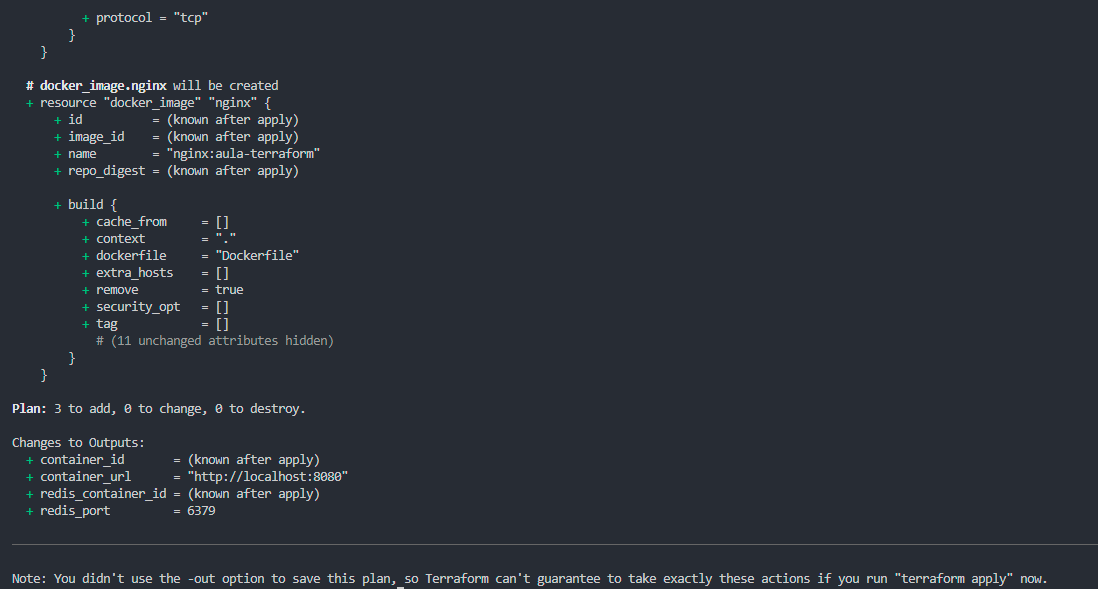 + protocol = "tcp"
}
}
# docker_image.nginx will be created
+ resource "docker_image" "nginx" {
+ id = (known after apply)
+ image_id = (known after apply)
+ name = "nginx:aula-terraform"
+ repo_digest = (known after apply)
+ build {
+ cache_from = []
+ context = "."
+ dockerfile = "Dockerfile"
+ extra_hosts = []
+ remove = true
+ security_opt = []
+ tag = []
# (11 unchanged attributes hidden)
}
}
Plan: 3 to add, 0 to change, 0 to destroy.
Changes to Outputs:
+ container_id = (known after apply)
+ container_url = "http://localhost:8080"
+ redis_container_id = (known after apply)
+ redis_port = 6379
Note: You didn't use the -out option to save this plan, so Terraform can't guarantee to take exactly these actions if you run "terraform apply" now.